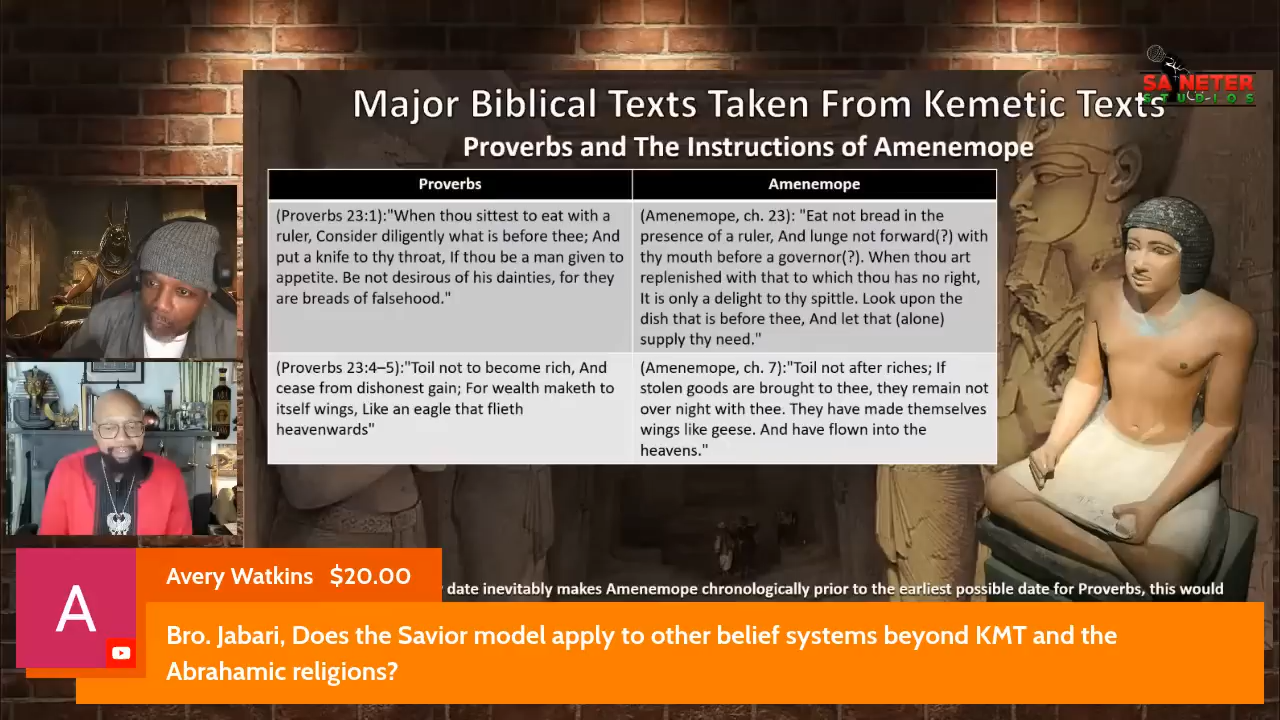 SA NETER
STUDIOS
Major Biblical Texts Taken From Kemetic Texts
Proverbs and The Instructions of Amenemope
Proverbs
Amenemope
(Proverbs 23:1):"When thou sittest to eat with a
ruler, Consider diligently what is before thee; And
put a knife to thy throat, If thou be a man given to
appetite. Be not desirous of his dainties, for they
are breads of falsehood."
(Amenemope, ch. 23): "Eat not bread in the
presence of a ruler, And lunge not forward(?) with
thy mouth before a governor(?). When thou art
replenished with that to which thou has no right,
It is only a delight to thy spittle. Look upon the
dish that is before thee, And let that (alone)
supply thy need."
(Proverbs 23:4–5):"Toil not to become rich, And
cease from dishonest gain; For wealth maketh to
itself wings, Like an eagle that flieth
heavenwards"
(Amenemope, ch. 7):"Toil not after riches; If
stolen goods are brought to thee, they remain not
over night with thee. They have made themselves
wings like geese. And have flown into the
heavens."
date inevitably makes Amenemope chronologically prior to the earliest possible date for Proverbs, this would
A
Avery Watkins $20.00
Bro. Jabari, Does the Savior model apply to other belief systems beyond KMT and the
Abrahamic religions?